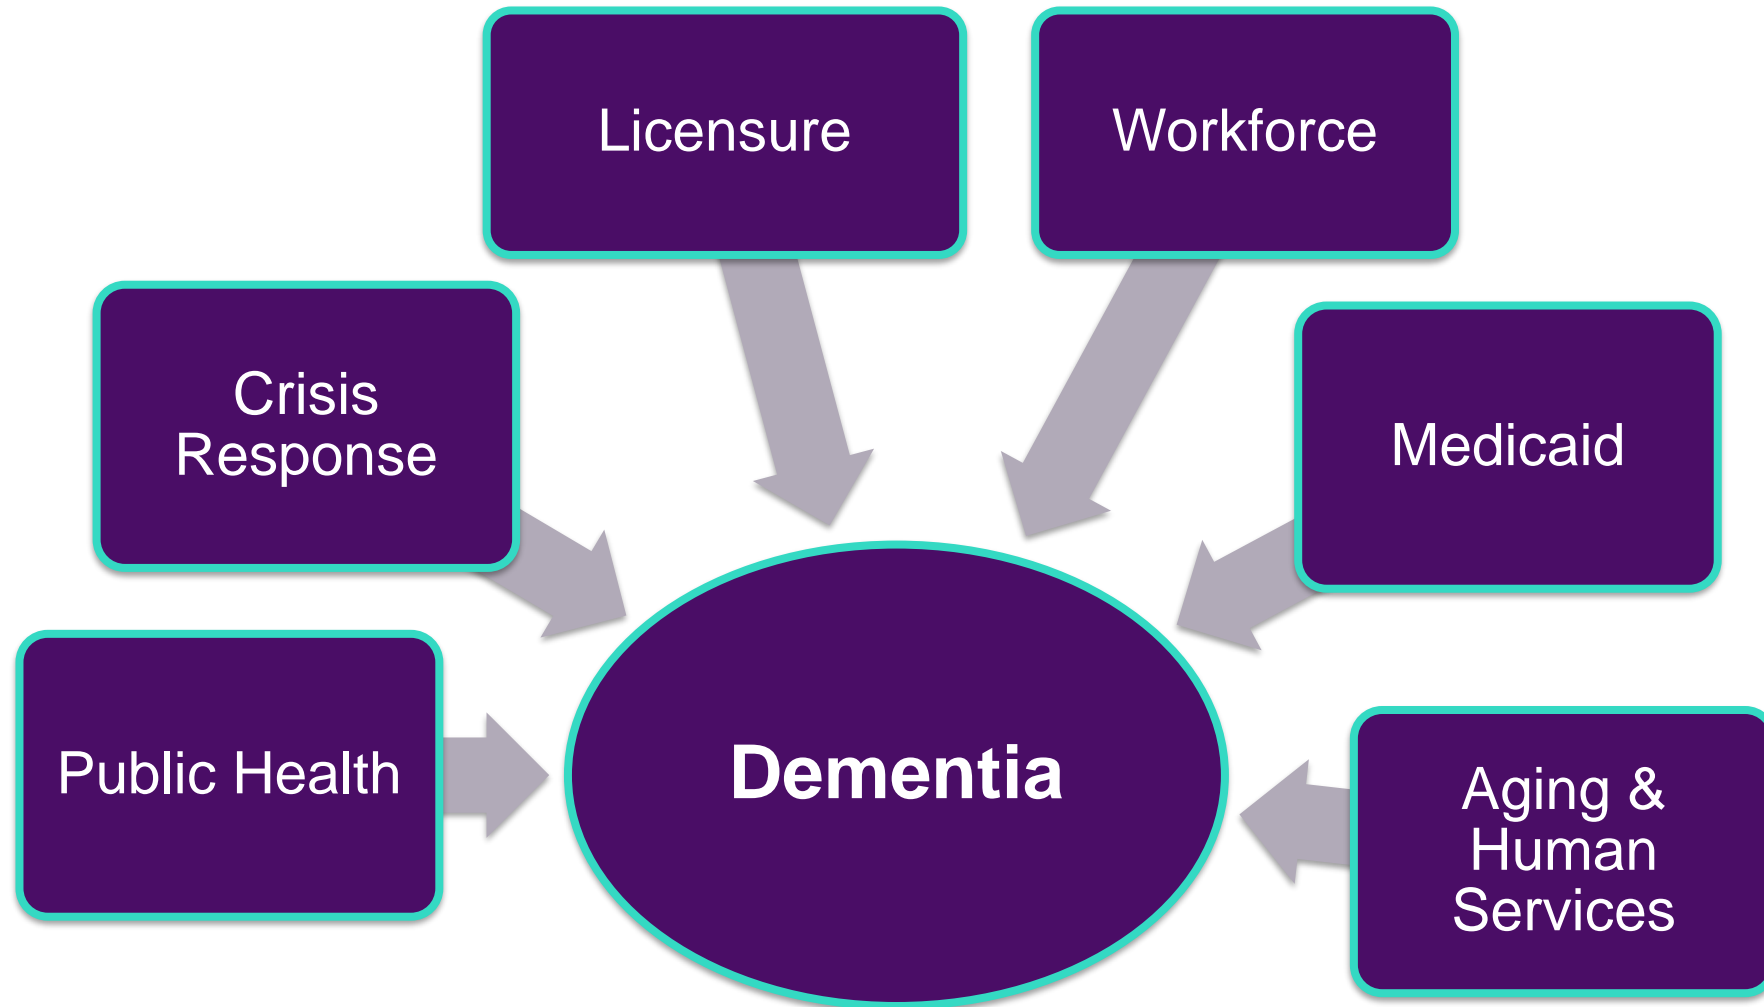 Licensure
Workforce
Crisis
Response
Medicaid
Public Health
Dementia
Aging &
Human
Services